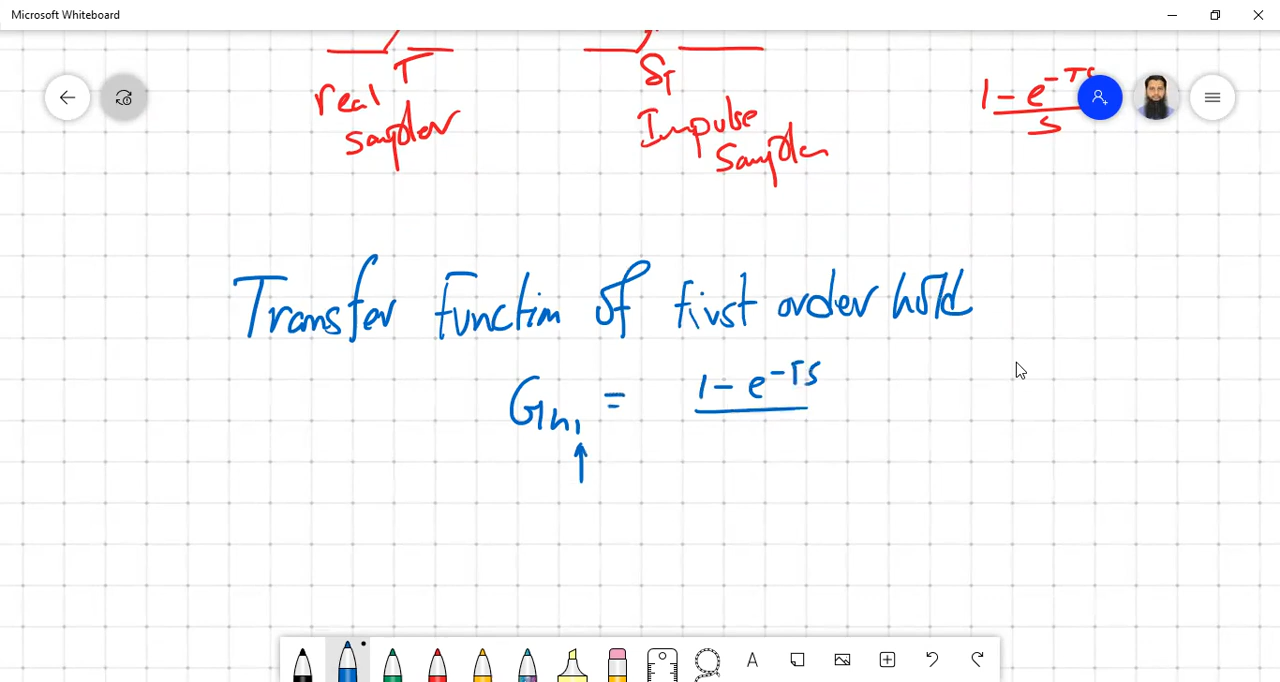 Microsoft Whiteboard
T δT 1 - e^-TS
real Impulse S
sampler Sampler
Transfer Function of first order hold
Gh1 = 1 - e^-TS
A